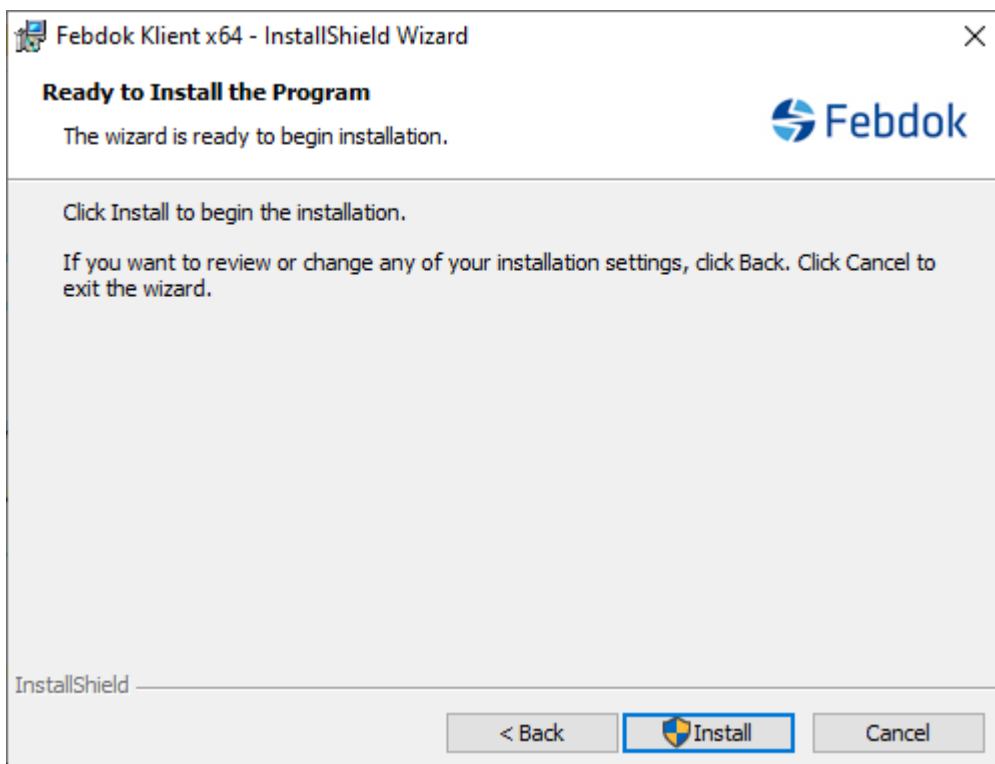 Febdok Klient x64 - InstallShield Wizard
Ready to Install the Program
The wizard is ready to begin installation.
Febdok
Click Install to begin the installation.
If you want to review or change any of your installation settings, click Back. Click Cancel to
exit the wizard.
InstallShield
< Back
Install
Cancel